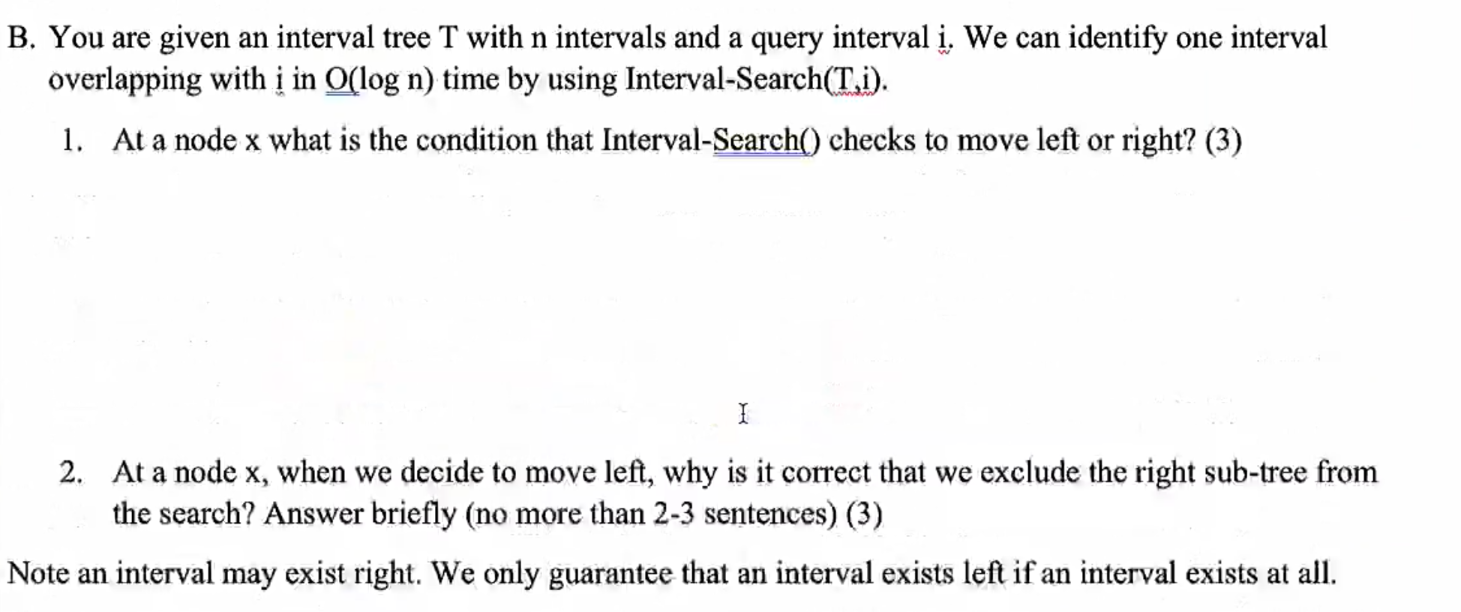 B. You are given an interval tree T with n intervals and a query interval i. We can identify one interval
overlapping with i in O(log n) time by using Interval-Search(T,i).
1. At a node x what is the condition that Interval-Search() checks to move left or right? (3)
2. At a node x, when we decide to move left, why is it correct that we exclude the right sub-tree from
the search? Answer briefly (no more than 2-3 sentences) (3)
Note an interval may exist right. We only guarantee that an interval exists left if an interval exists at all.